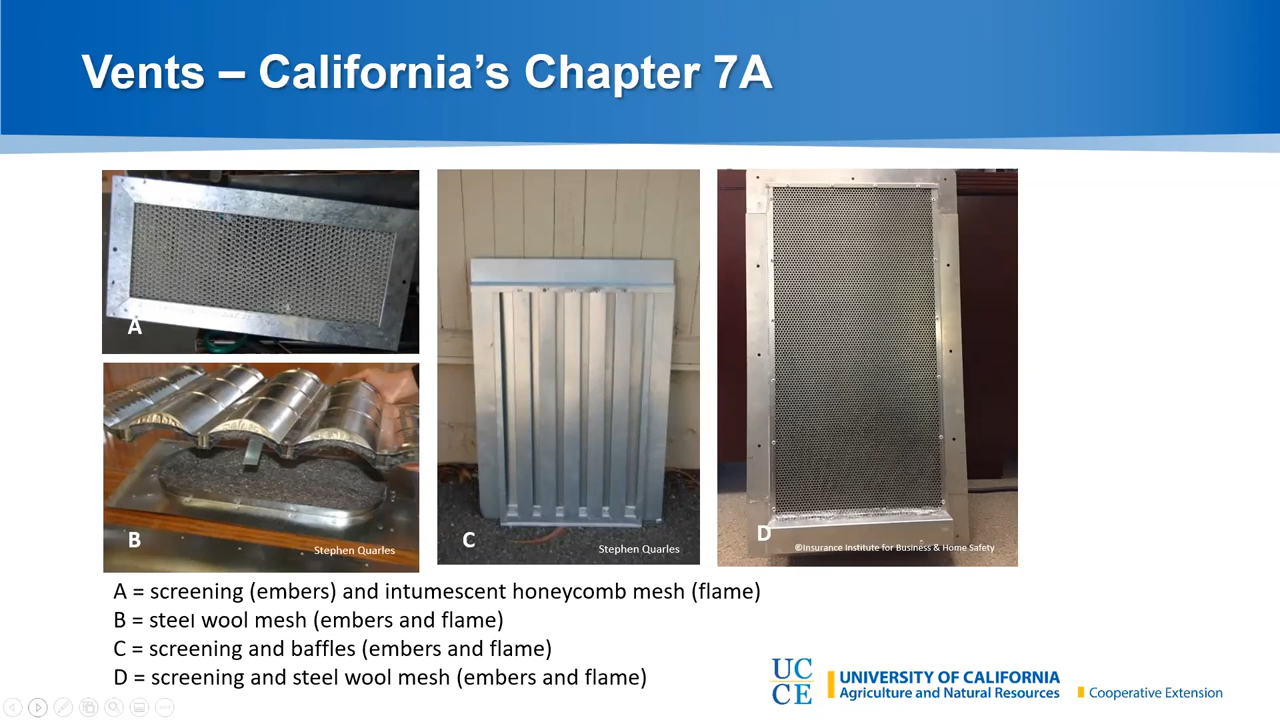 Vents – California's Chapter 7A
A
B
Stephen Quarles
C
Stephen Quarles
D
©Insurance Institute for Business & Home Safety
A = screening (embers) and intumescent honeycomb mesh (flame)
B = steel wool mesh (embers and flame)
C = screening and baffles (embers and flame)
D = screening and steel wool mesh (embers and flame)
UC
CE
UNIVERSITY OF CALIFORNIA
Agriculture and Natural Resources
Cooperative Extension